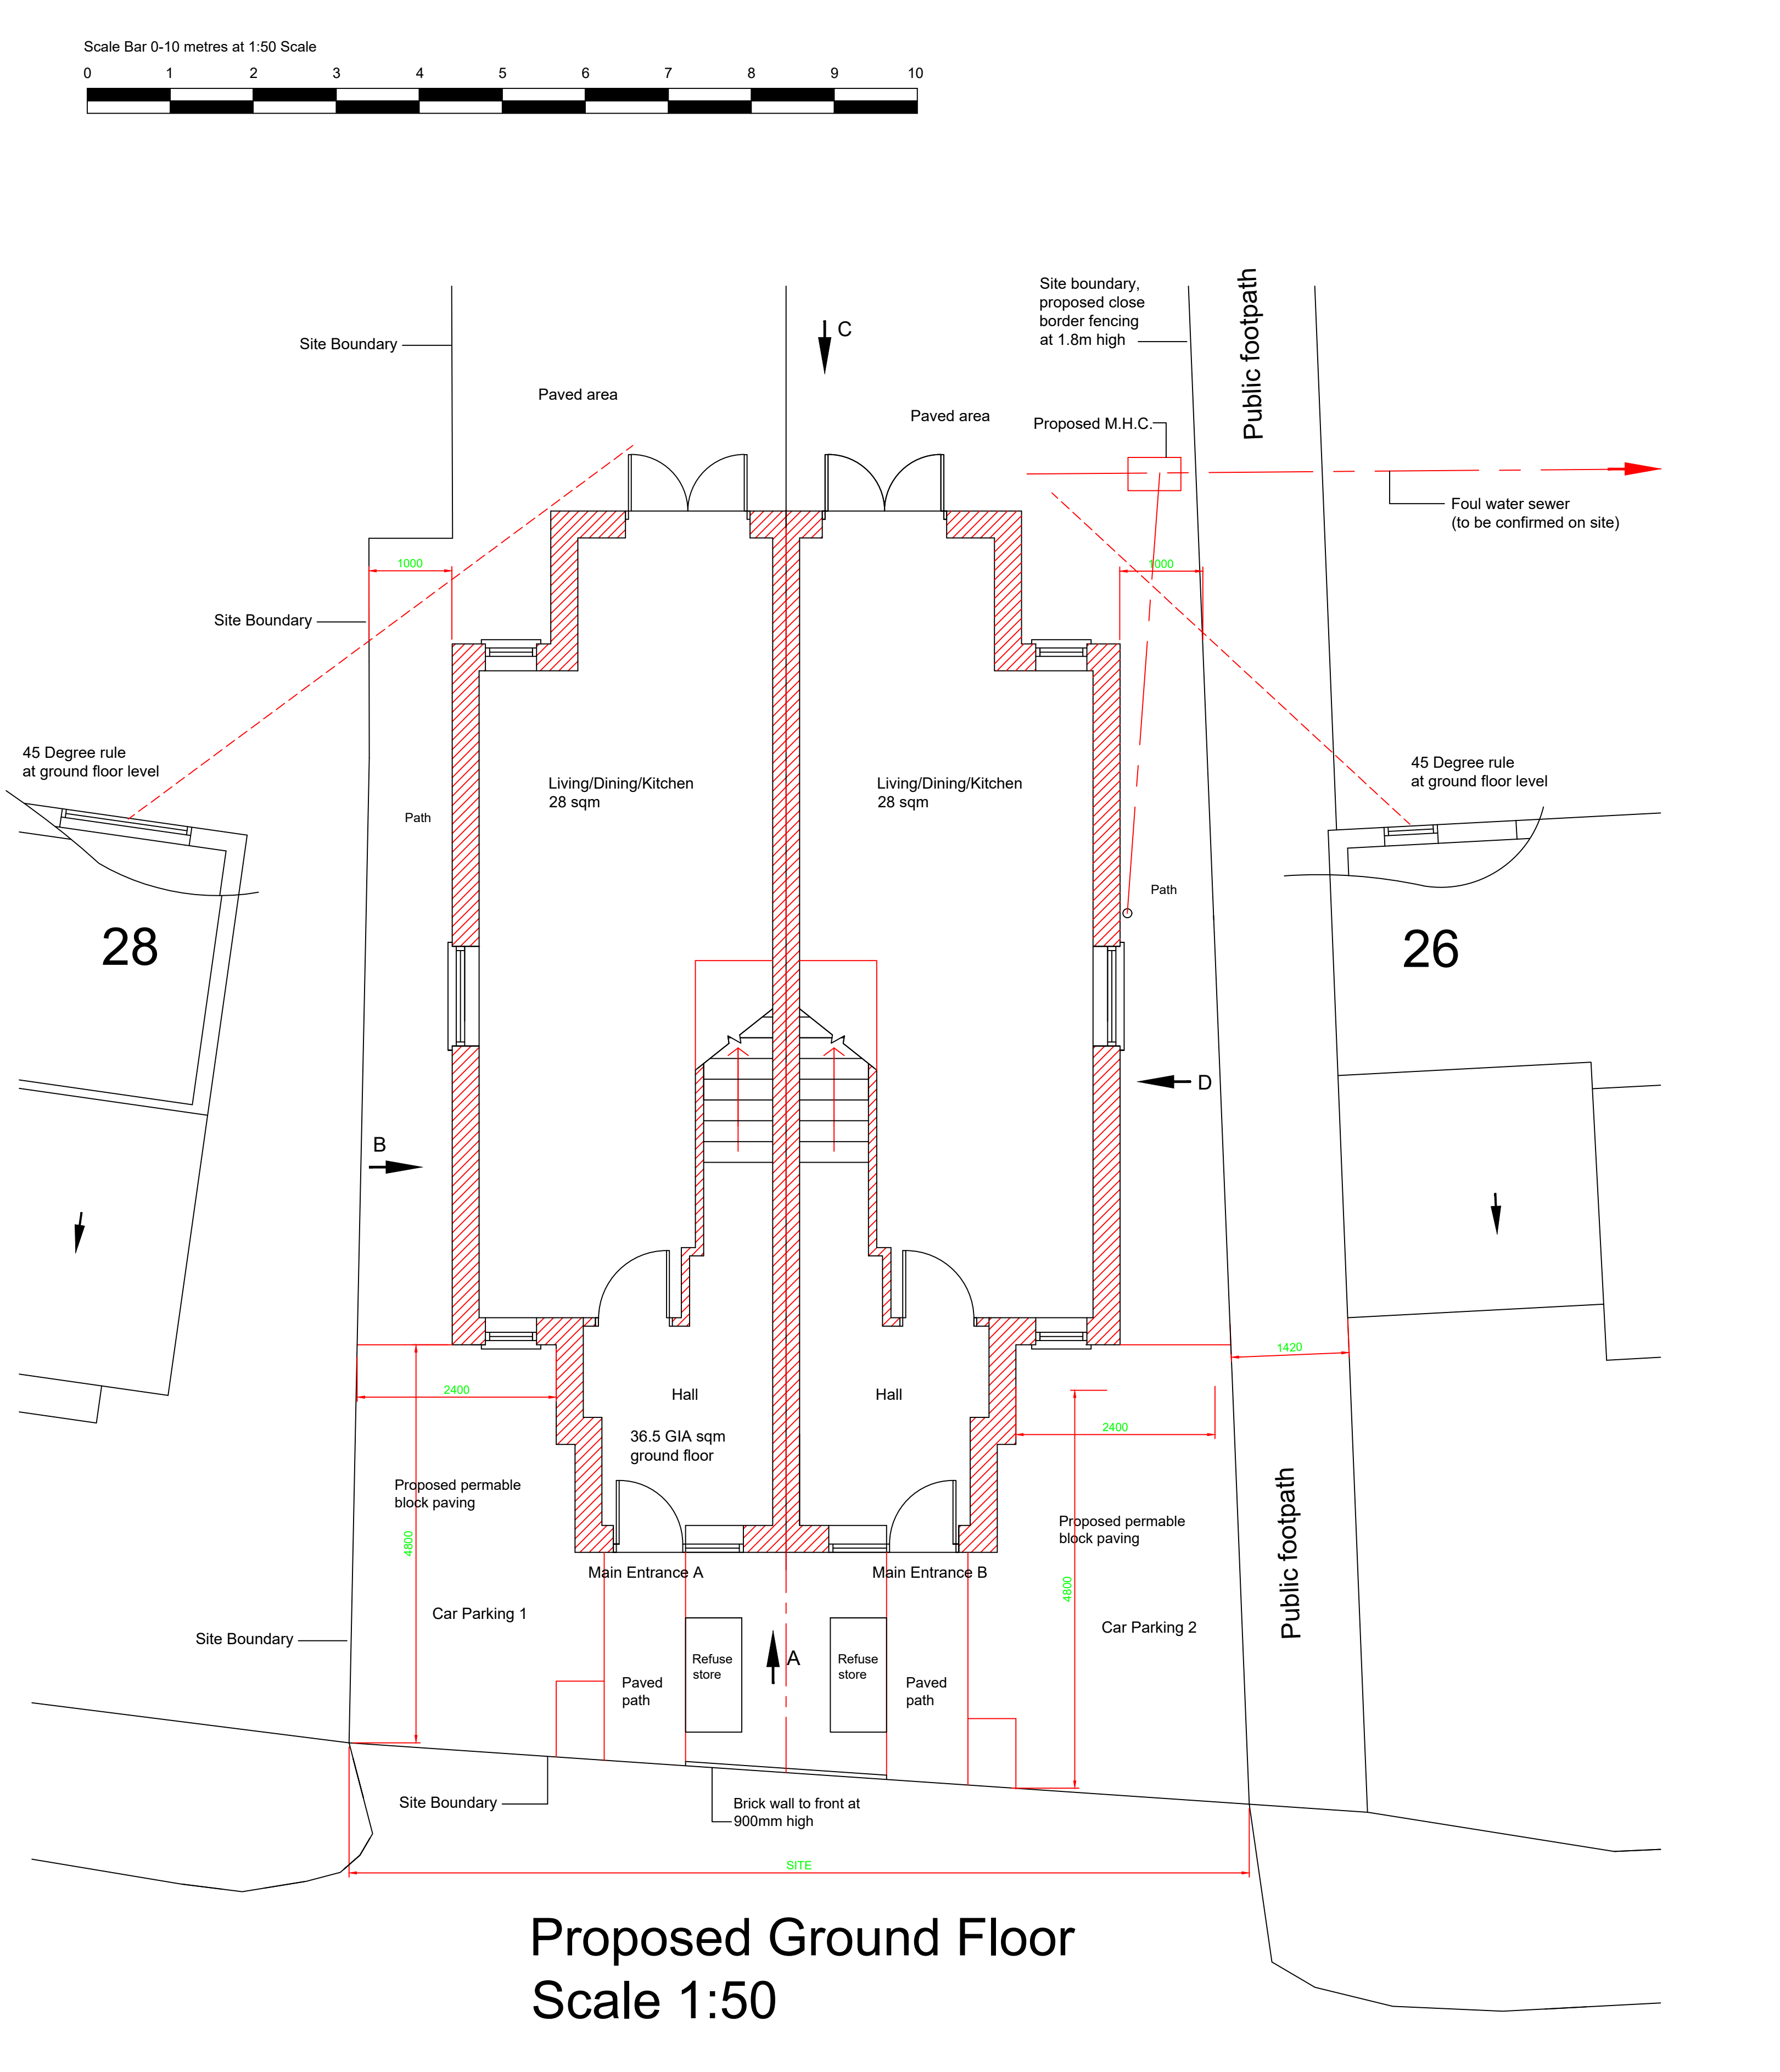 Scale Bar 0-10 metres at 1:50 Scale
0 1 2 3 4 5 6 7 8 9 10
Site boundary,
proposed close
border fencing
at 1.8m high
Public footpath
C
Site Boundary
Paved area
Paved area
Proposed M.H.C.
Foul water sewer
(to be confirmed on site)
1000
1000
Site Boundary
45 Degree rule
at ground floor level
45 Degree rule
at ground floor level
Living/Dining/Kitchen
28 sqm
Living/Dining/Kitchen
28 sqm
Path
Path
28
26
D
B
1420
2400
Hall
Hall
2400
36.5 GIA sqm
ground floor
Proposed permable
block paving
4800
Proposed permable
block paving
4800
Public footpath
Main Entrance A
Main Entrance B
Car Parking 1
Car Parking 2
Site Boundary
Refuse
store
A
Refuse
store
Paved
path
Paved
path
Site Boundary
Brick wall to front at
900mm high
SITE
Proposed Ground Floor
Scale 1:50